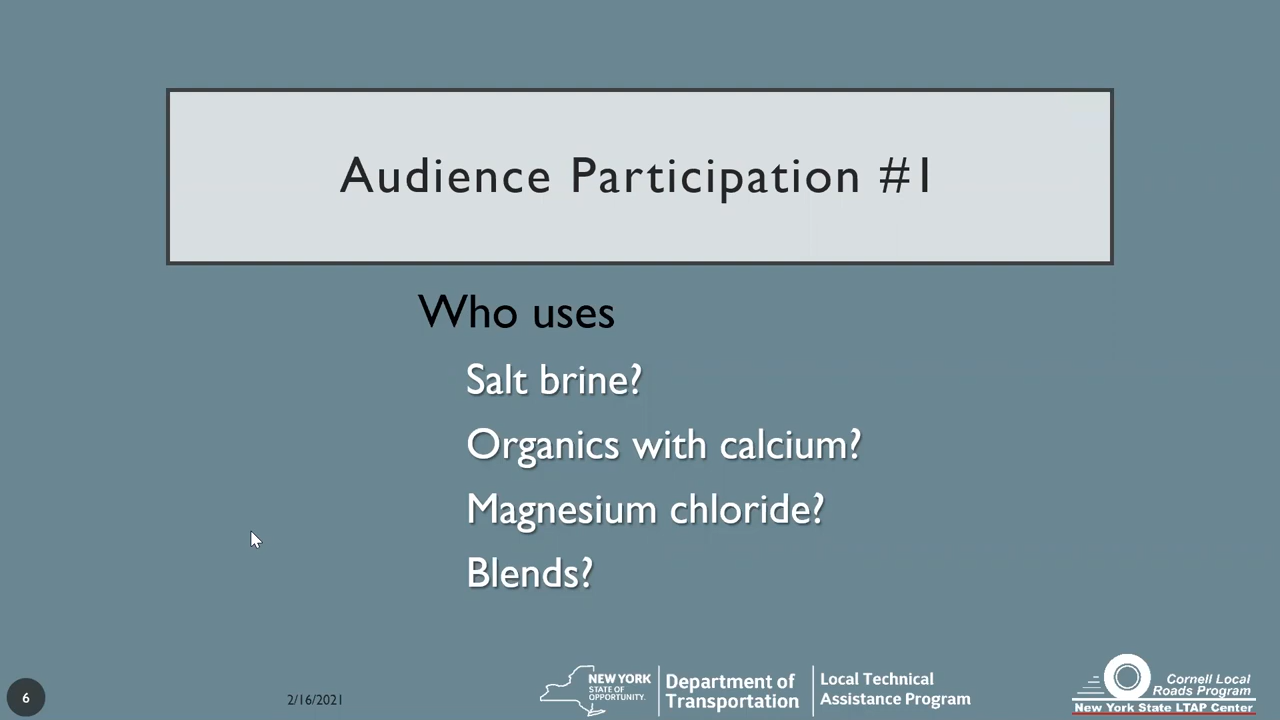 Audience Participation #1
Who uses
Salt brine?
Organics with calcium?
Magnesium chloride?
Blends?
6
2/16/2021
NEW YORK
STATE OF
OPPORTUNITY.
Department of
Transportation
Local Technical
Assistance Program
Cornell Local
Roads Program
New York State LTAP Center